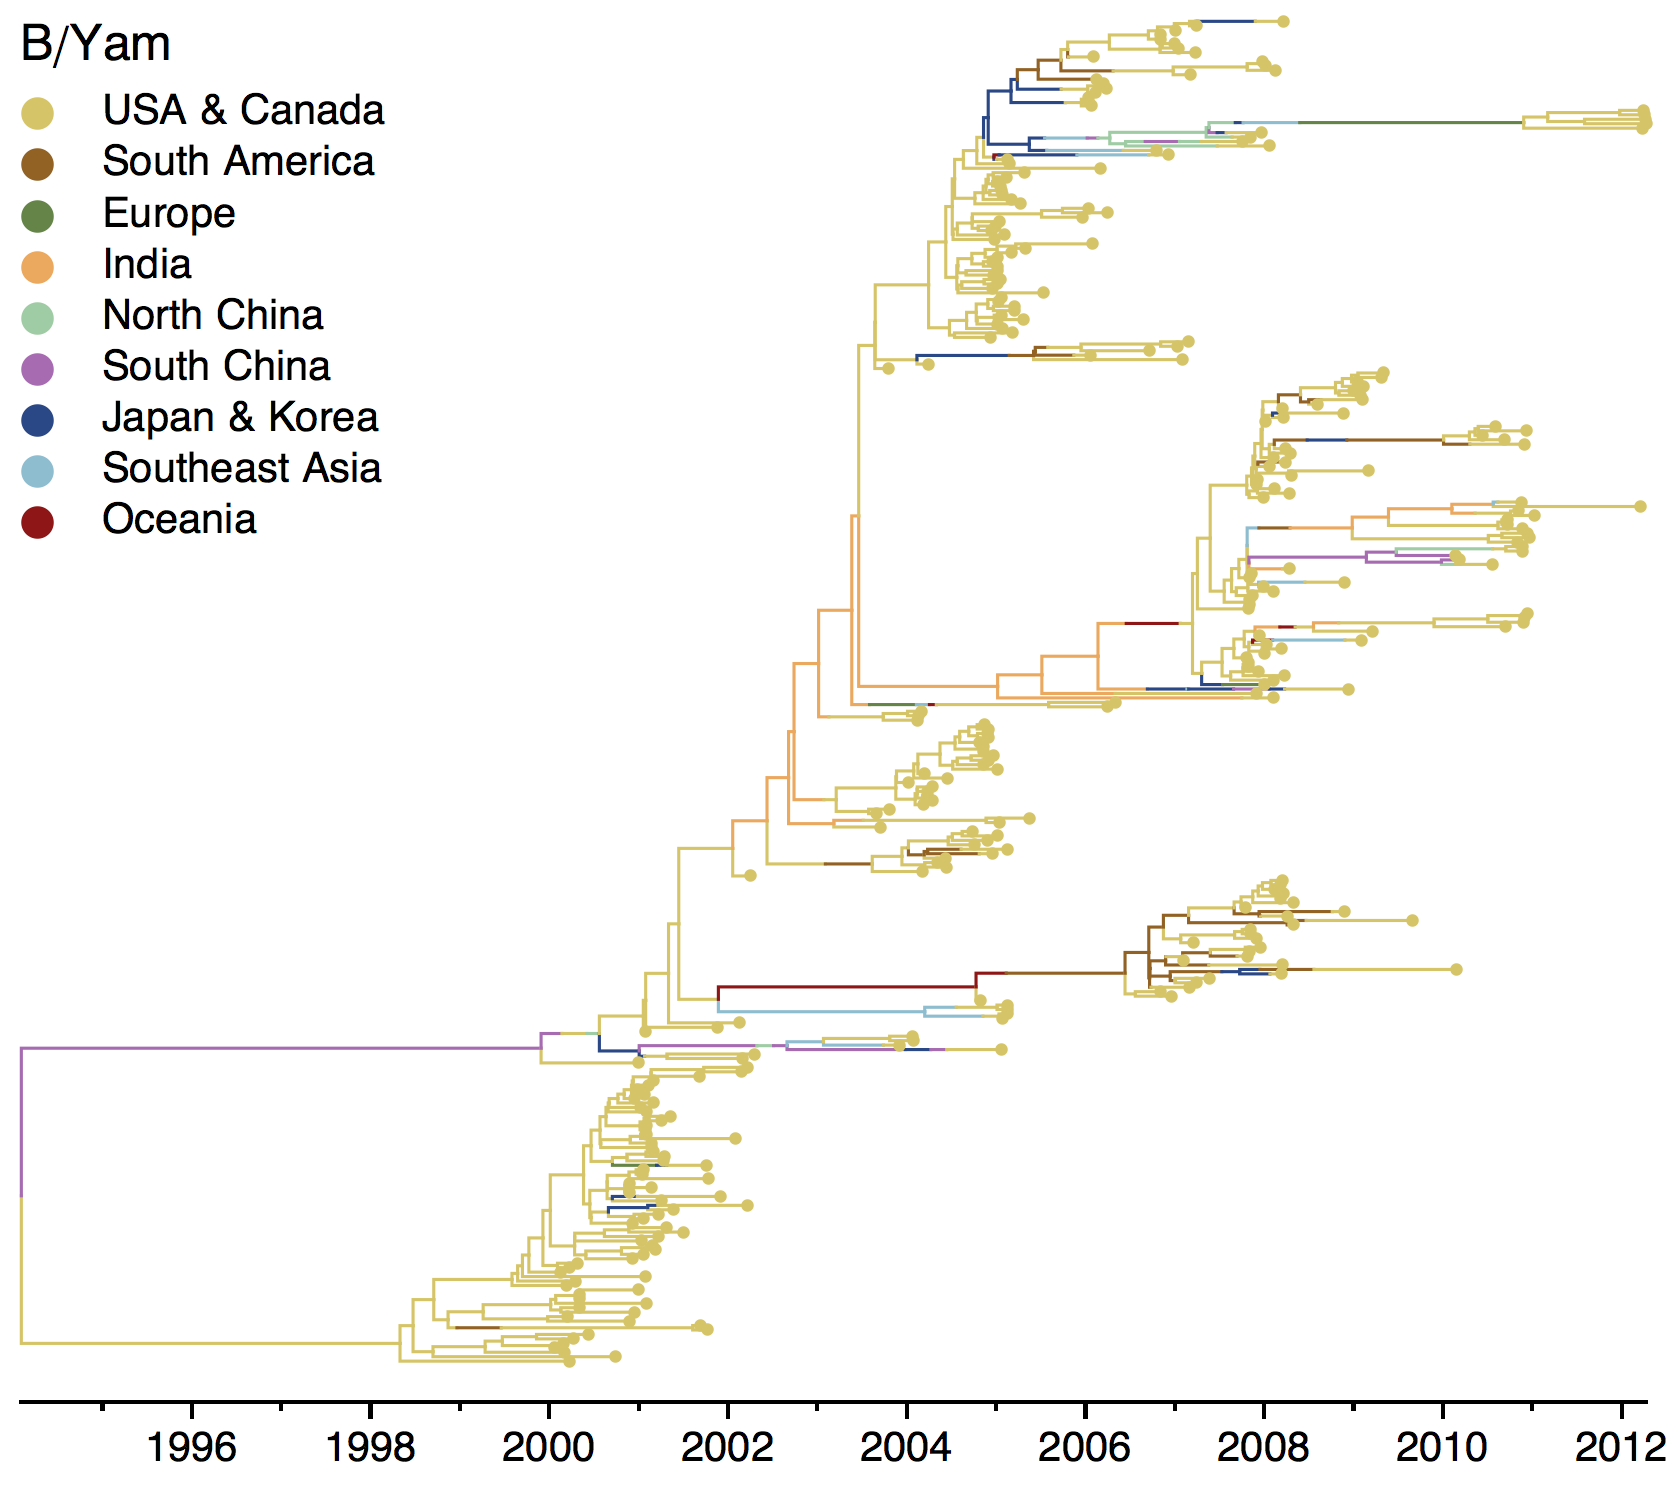 B/Yam
USA & Canada
South America
Europe
India
North China
South China
Japan & Korea
Southeast Asia
Oceania
1996 1998 2000 2002 2004 2006 2008 2010 2012